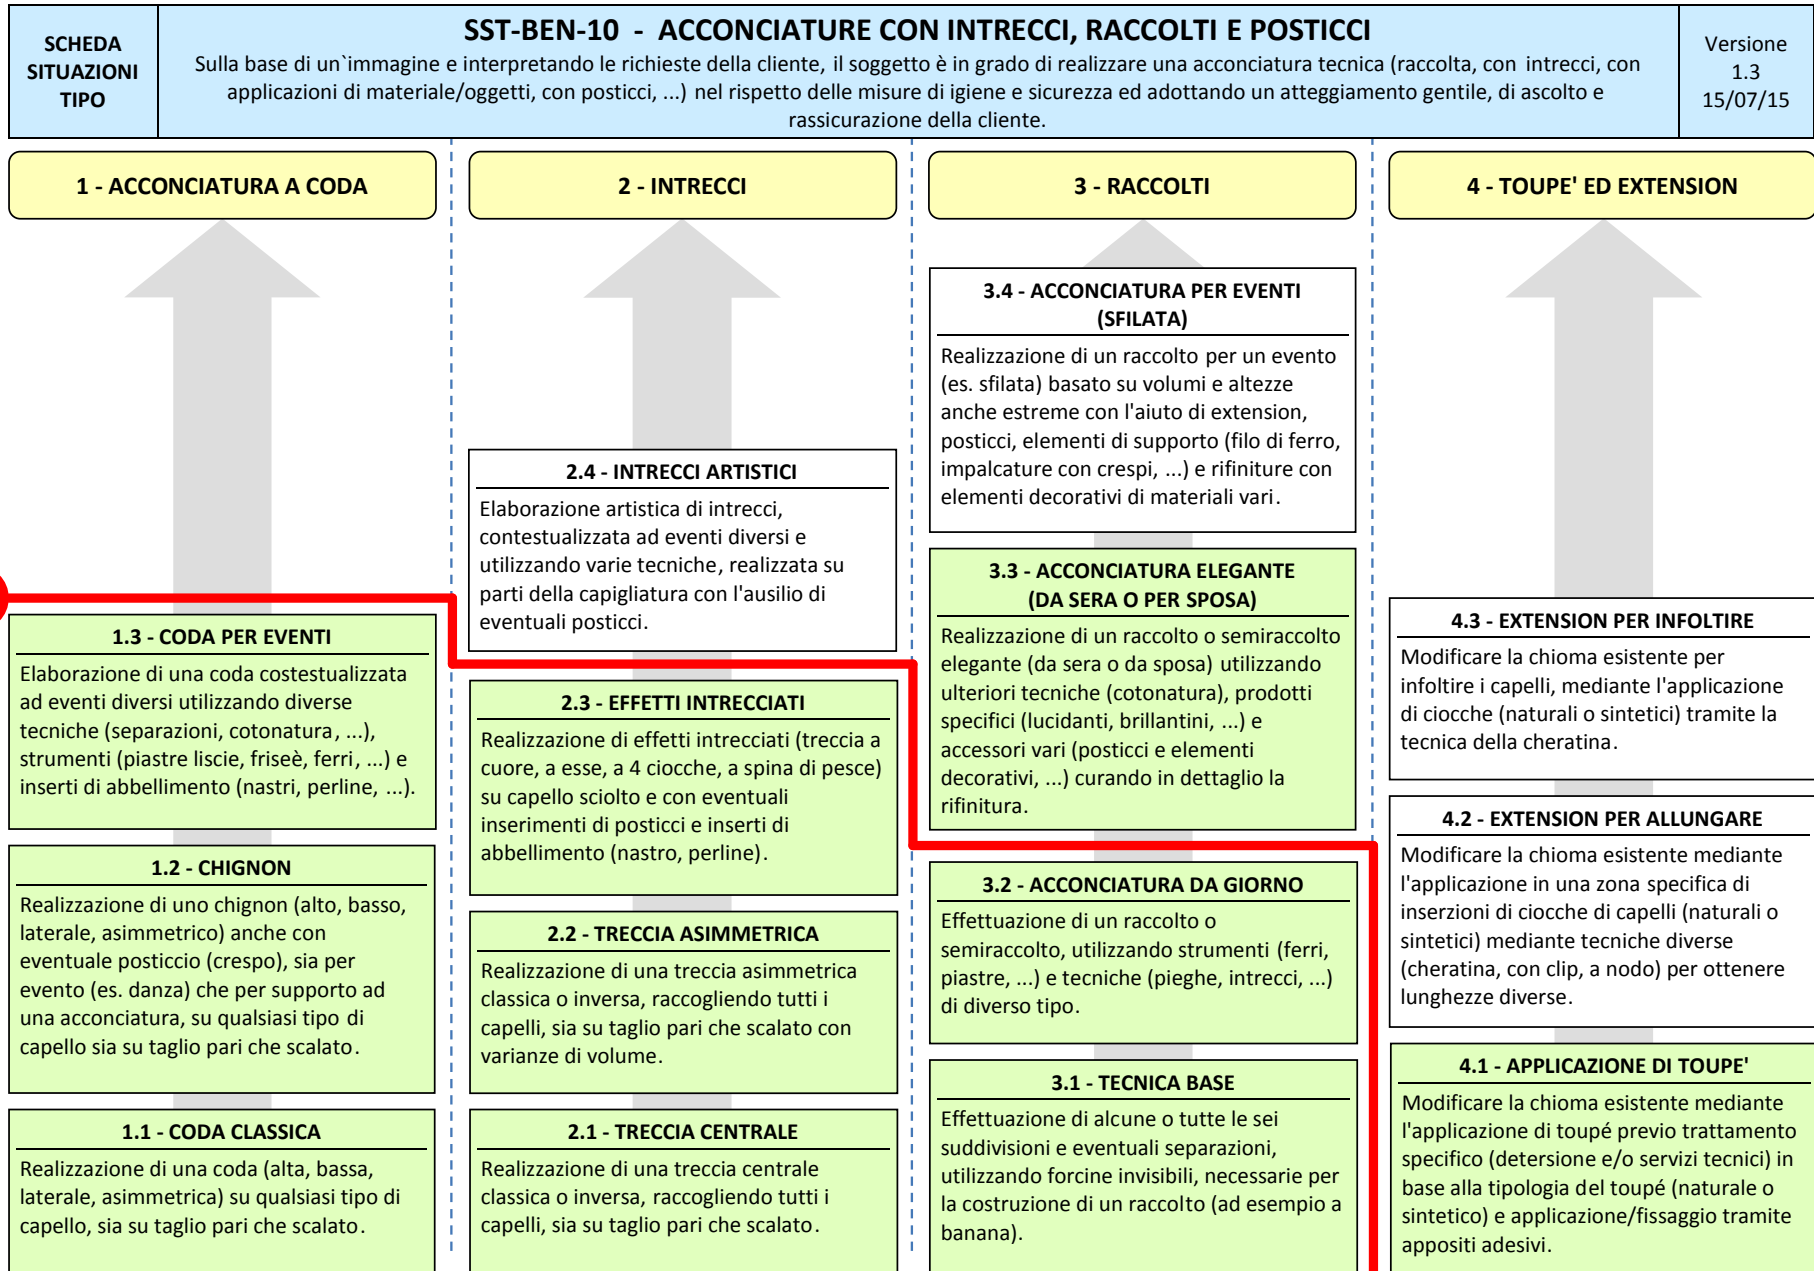 SCHEDA
SITUAZIONI
TIPO
SST-BEN-10 - ACCONCIATURE CON INTRECCI, RACCOLTI E POSTICCI
Sulla base di un`immagine e interpretando le richieste della cliente, il soggetto è in grado di realizzare una acconciatura tecnica (raccolta, con intrecci, con
applicazioni di materiale/oggetti, con posticci, ...) nel rispetto delle misure di igiene e sicurezza ed adottando un atteggiamento gentile, di ascolto e
rassicurazione della cliente.
Versione
1.3
15/07/15
1 - ACCONCIATURA A CODA
1.3 - CODA PER EVENTI
Elaborazione di una coda costestualizzata
ad eventi diversi utilizzando diverse
tecniche (separazioni, cotonatura, ...),
strumenti (piastre liscie, friseè, ferri, ...) e
inserti di abbellimento (nastri, perline, ...).
1.2 - CHIGNON
Realizzazione di uno chignon (alto, basso,
laterale, asimmetrico) anche con
eventuale posticcio (crespo), sia per
evento (es. danza) che per supporto ad
una acconciatura, su qualsiasi tipo di
capello sia su taglio pari che scalato.
1.1 - CODA CLASSICA
Realizzazione di una coda (alta, bassa,
laterale, asimmetrica) su qualsiasi tipo di
capello, sia su taglio pari che scalato.
2 - INTRECCI
2.4 - INTRECCI ARTISTICI
Elaborazione artistica di intrecci,
contestualizzata ad eventi diversi e
utilizzando varie tecniche, realizzata su
parti della capigliatura con l'ausilio di
eventuali posticci.
2.3 - EFFETTI INTRECCIATI
Realizzazione di effetti intrecciati (treccia a
cuore, a esse, a 4 ciocche, a spina di pesce)
su capello sciolto e con eventuali
inserimenti di posticci e inserti di
abbellimento (nastro, perline).
2.2 - TRECCIA ASIMMETRICA
Realizzazione di una treccia asimmetrica
classica o inversa, raccogliendo tutti i
capelli, sia su taglio pari che scalato con
varianze di volume.
2.1 - TRECCIA CENTRALE
Realizzazione di una treccia centrale
classica o inversa, raccogliendo tutti i
capelli, sia su taglio pari che scalato.
3 - RACCOLTI
3.4 - ACCONCIATURA PER EVENTI
(SFILATA)
Realizzazione di un raccolto per un evento
(es. sfilata) basato su volumi e altezze
anche estreme con l'aiuto di extension,
posticci, elementi di supporto (filo di ferro,
impalcature con crespi, ...) e rifiniture con
elementi decorativi di materiali vari.
3.3 - ACCONCIATURA ELEGANTE
(DA SERA O PER SPOSA)
Realizzazione di un raccolto o semiraccolto
elegante (da sera o da sposa) utilizzando
ulteriori tecniche (cotonatura), prodotti
specifici (lucidanti, brillantini, ...) e
accessori vari (posticci e elementi
decorativi, ...) curando in dettaglio la
rifinitura.
3.2 - ACCONCIATURA DA GIORNO
Effettuazione di un raccolto o
semiraccolto, utilizzando strumenti (ferri,
piastre, ...) e tecniche (pieghe, intrecci, ...)
di diverso tipo.
3.1 - TECNICA BASE
Effettuazione di alcune o tutte le sei
suddivisioni e eventuali separazioni,
utilizzando forcine invisibili, necessarie per
la costruzione di un raccolto (ad esempio a
banana).
4 - TOUPE' ED EXTENSION
4.3 - EXTENSION PER INFOLTIRE
Modificare la chioma esistente per
infoltire i capelli, mediante l'applicazione
di ciocche (naturali o sintetici) tramite la
tecnica della cheratina.
4.2 - EXTENSION PER ALLUNGARE
Modificare la chioma esistente mediante
l'applicazione in una zona specifica di
inserzioni di ciocche di capelli (naturali o
sintetici) mediante tecniche diverse
(cheratina, con clip, a nodo) per ottenere
lunghezze diverse.
4.1 - APPLICAZIONE DI TOUPE'
Modificare la chioma esistente mediante
l'applicazione di toupé previo trattamento
specifico (detersione e/o servizi tecnici) in
base alla tipologia del toupé (naturale o
sintetico) e applicazione/fissaggio tramite
appositi adesivi.